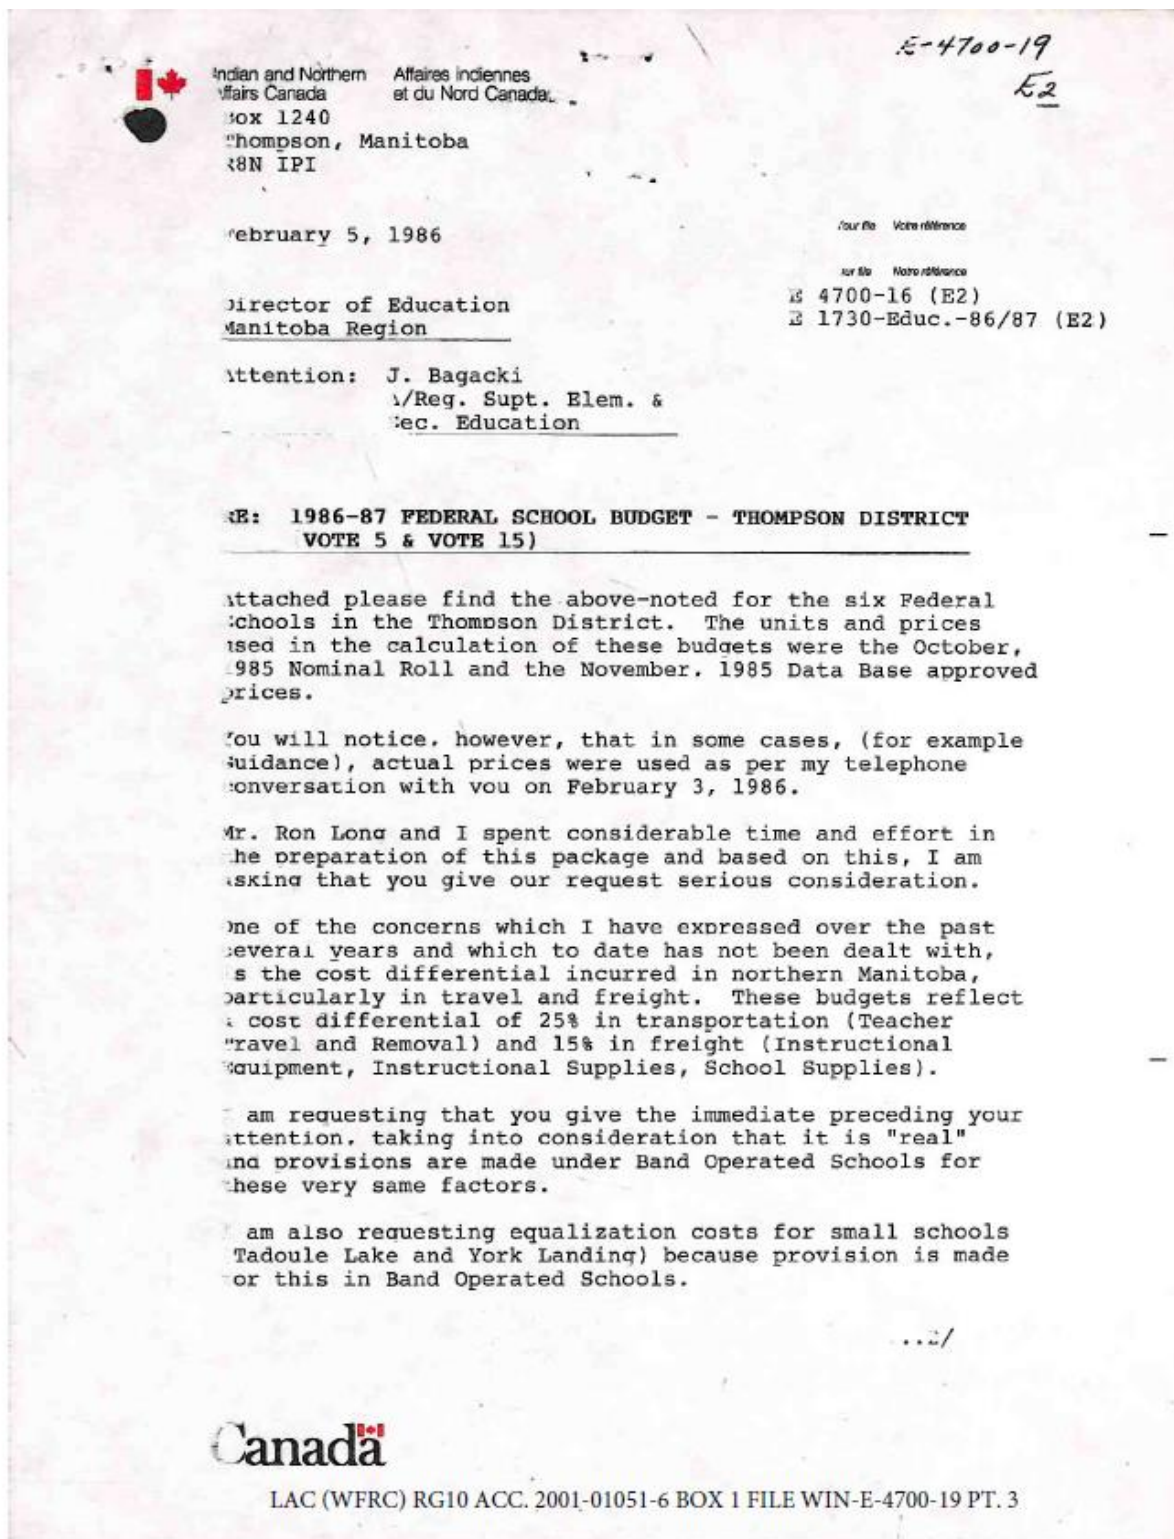 E-4700-19
E2
Indian and Northern Affaires indiennes
ffairs Canada et du Nord Canada
ox 1240
hompson, Manitoba
R8N IPI
ebruary 5, 1986
Your file Votre référence
ur file Notre référence
E 4700-16 (E2)
E 1730-Educ.-86/87 (E2)
irector of Education
Manitoba Region
ttention: J. Bagacki
A/Reg. Supt. Elem. &
ec. Education
RE: 1986-87 FEDERAL SCHOOL BUDGET - THOMPSON DISTRICT
VOTE 5 & VOTE 15)
ttached please find the above-noted for the six Federal
chools in the Thompson District. The units and prices
used in the calculation of these budgets were the October,
1985 Nominal Roll and the November. 1985 Data Base approved
prices.
You will notice. however, that in some cases, (for example
uidance), actual prices were used as per my telephone
conversation with you on February 3, 1986.
Mr. Ron Long and I spent considerable time and effort in
the preparation of this package and based on this, I am
asking that you give our request serious consideration.
One of the concerns which I have expressed over the past
several years and which to date has not been dealt with,
s the cost differential incurred in northern Manitoba,
particularly in travel and freight. These budgets reflect
a cost differential of 25% in transportation (Teacher
Travel and Removal) and 15% in freight (Instructional
Equipment, Instructional Supplies, School Supplies).
am requesting that you give the immediate preceding your
attention. taking into consideration that it is "real"
and provisions are made under Band Operated Schools for
these very same factors.
am also requesting equalization costs for small schools
Tadoule Lake and York Landing) because provision is made
or this in Band Operated Schools.
..2/
Canada
LAC (WFRC) RG10 ACC. 2001-01051-6 BOX 1 FILE WIN-E-4700-19 PT. 3